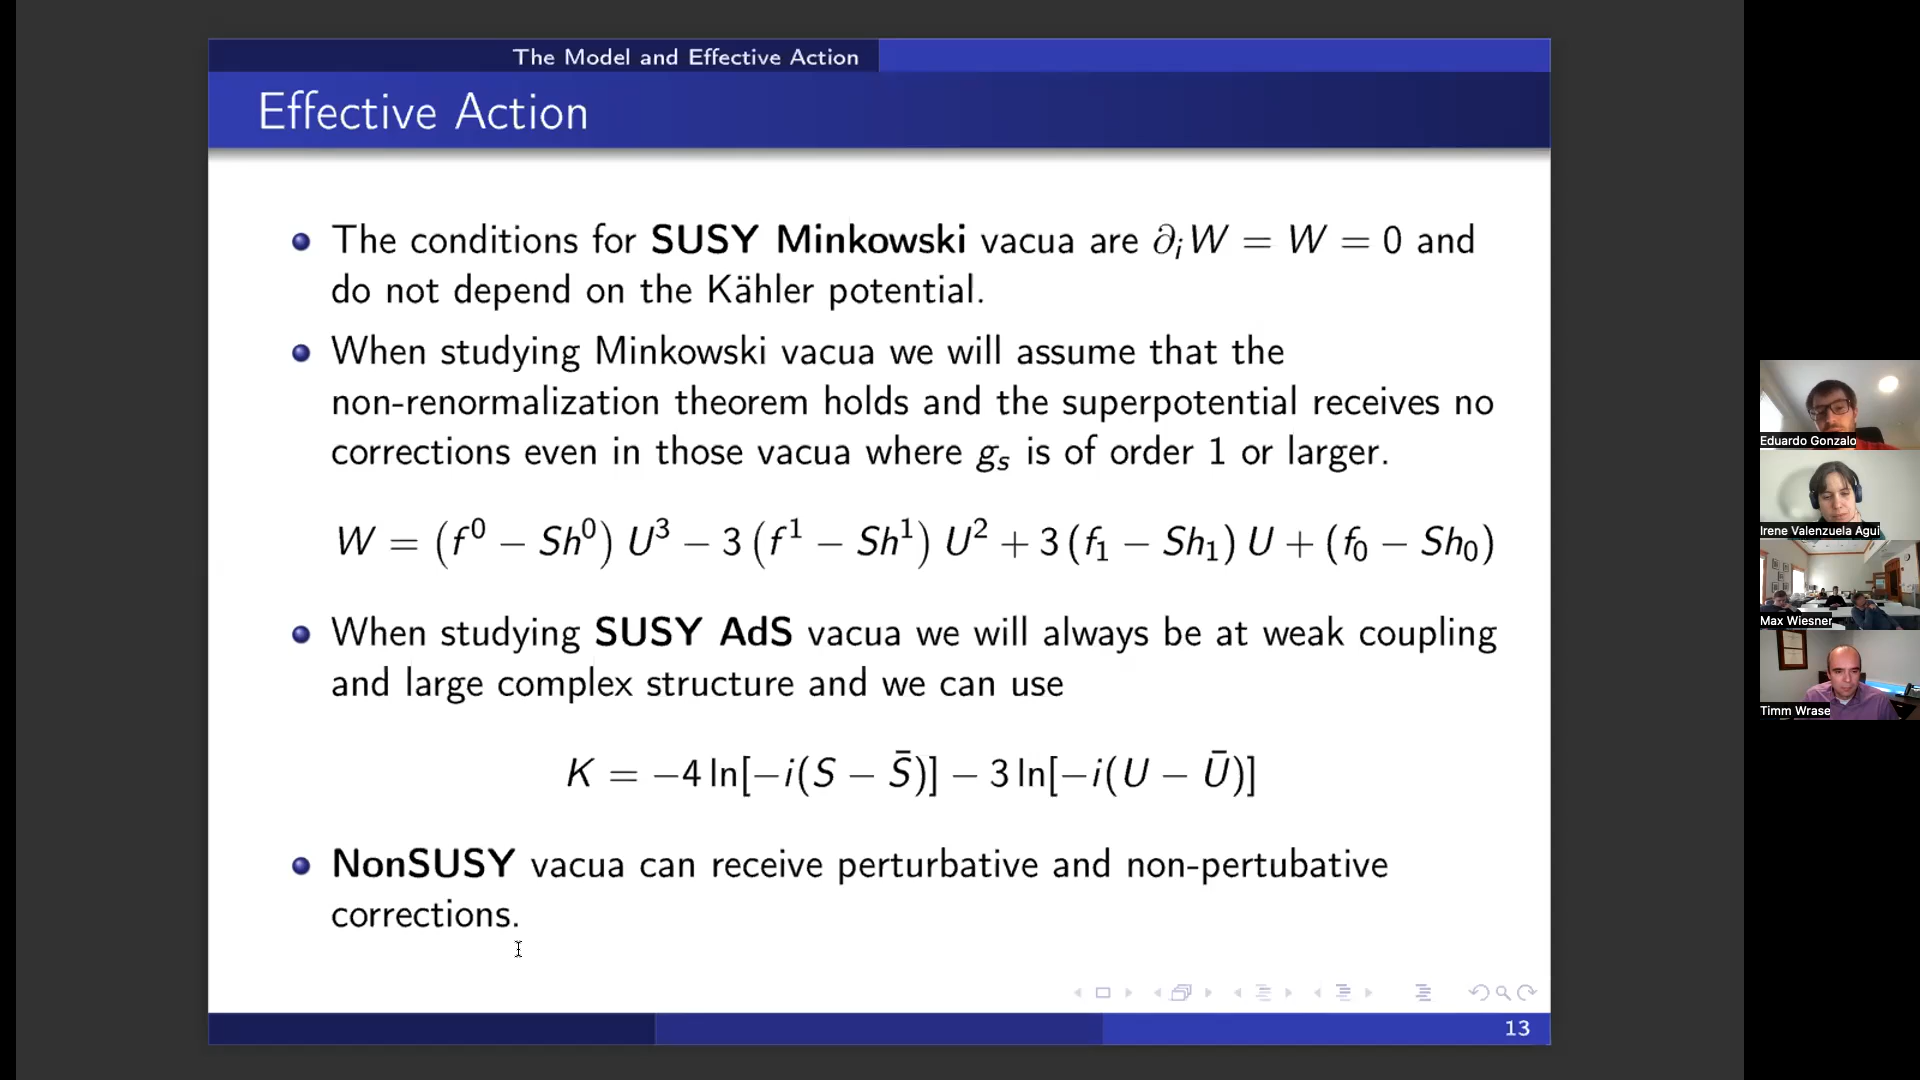 The Model and Effective Action
Effective Action
The conditions for SUSY Minkowski vacua are ∂ᵢW = W = 0 and
do not depend on the Kähler potential.
When studying Minkowski vacua we will assume that the
non-renormalization theorem holds and the superpotential receives no
corrections even in those vacua where gₛ is of order 1 or larger.
W = (f⁰ − Sh⁰) U³ − 3 (f¹ − Sh¹) U² + 3 (f₁ − Sh₁) U + (f₀ − Sh₀)
When studying SUSY AdS vacua we will always be at weak coupling
and large complex structure and we can use
K = −4 ln[−i(S − S̄)] − 3 ln[−i(U − Ū)]
NonSUSY vacua can receive perturbative and non-pertubative
corrections.
13
Eduardo Gonzalo
Irene Valenzuela Agui
Max Wiesner
Timm Wrase